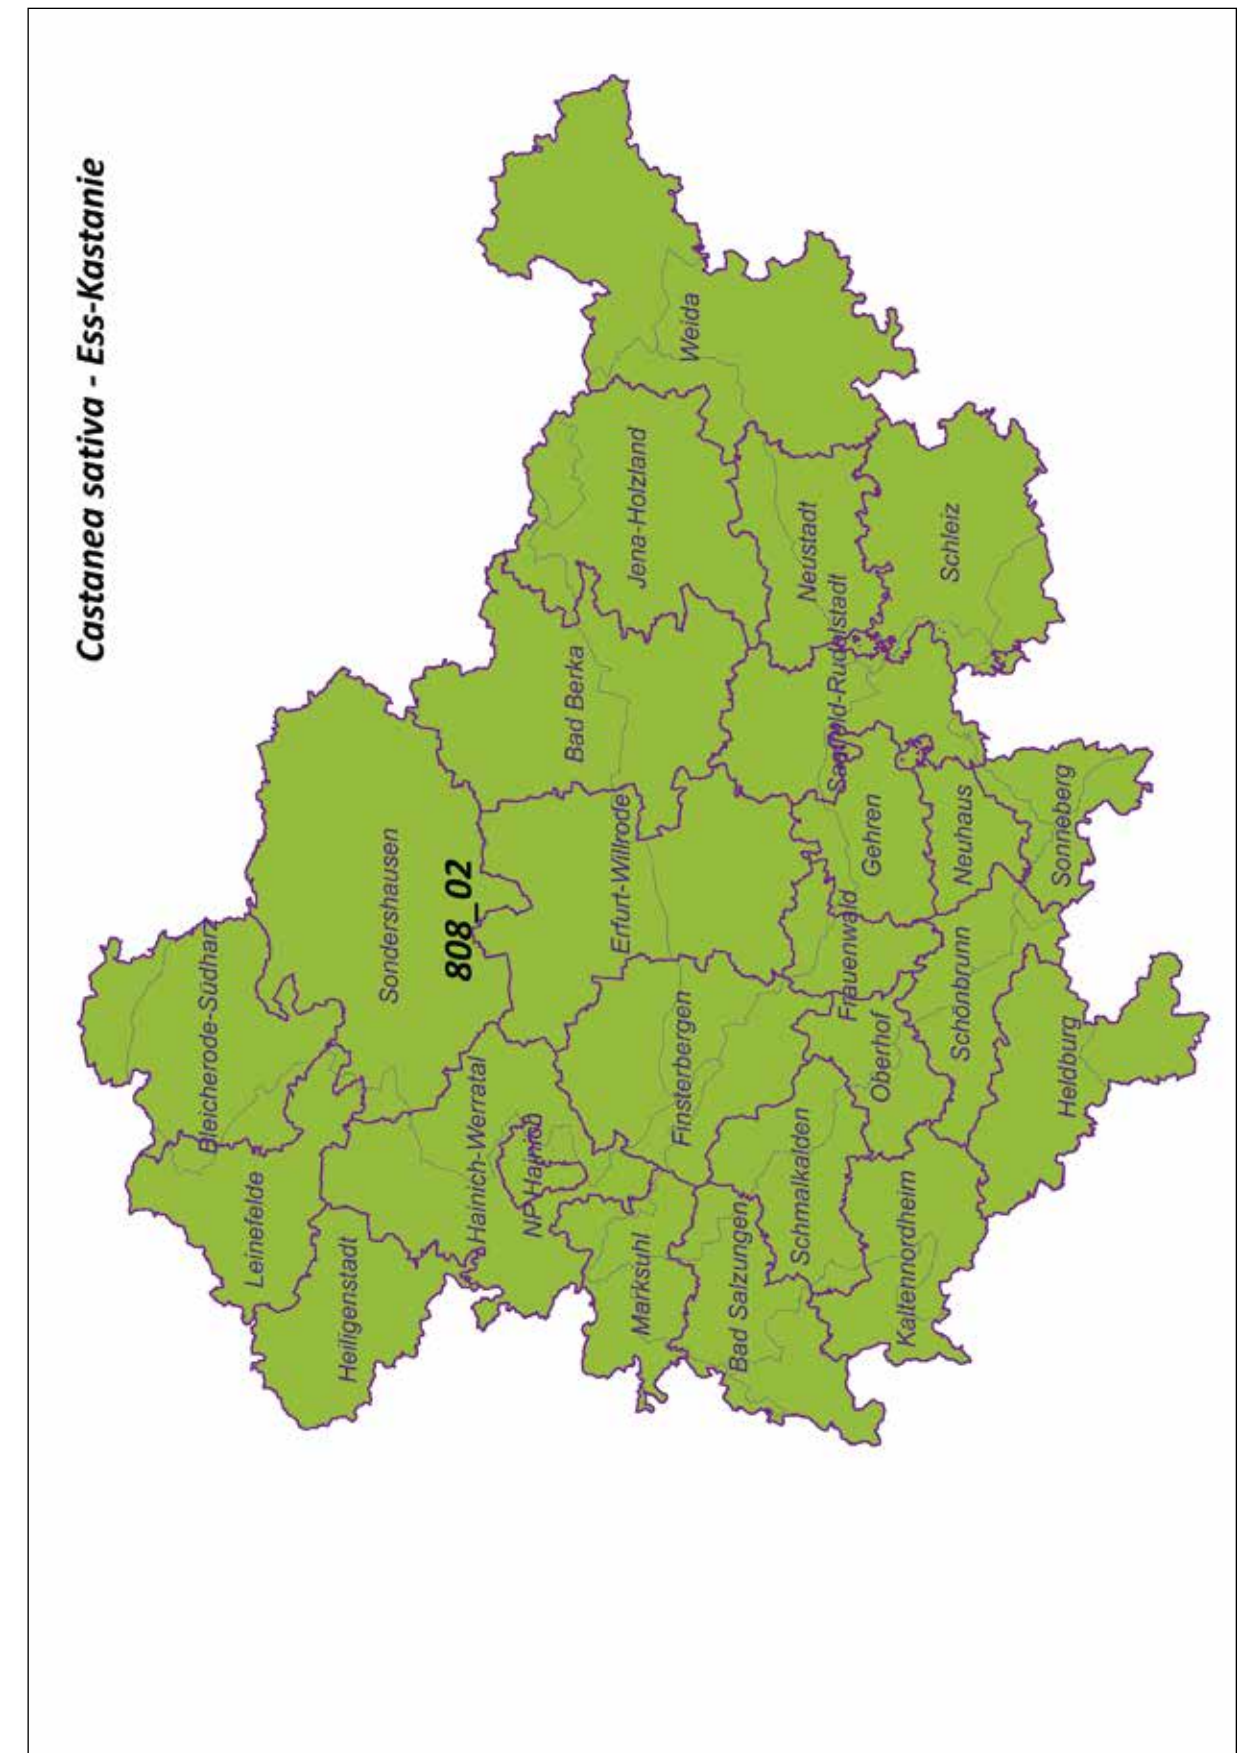 Castanea sativa - Ess-Kastanie
Bleicherode-Südharz
Leinefelde
Heiligenstadt
Sondershausen
808_02
Hainich-Werratal
NP Hainich
Bad Berka
Erfurt-Willrode
Jena-Holzland
Weida
Marksuhl
Finsterbergen
Bad Salzungen
Schmalkalden
Neustadt
Saalfeld-Rudolstadt
Frauenwald
Gehren
Oberhof
Kaltennordheim
Schleiz
Neuhaus
Schönbrunn
Sonneberg
Heldburg